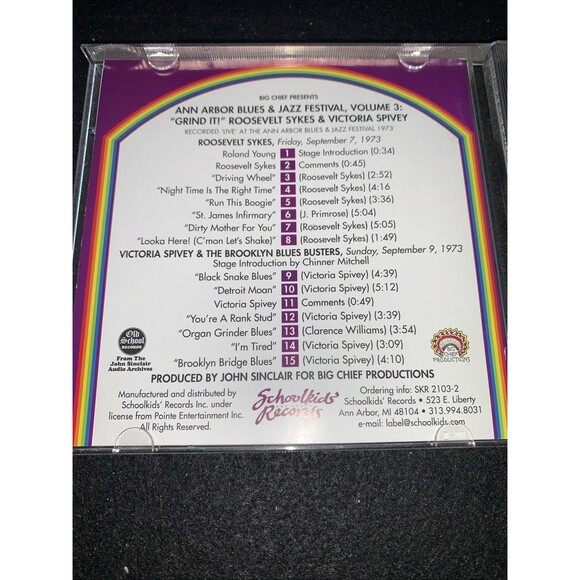 BIG CHIEF PRESENTS
ANN ARBOR BLUES & JAZZ FESTIVAL, VOLUME 3:
"GRIND IT!" ROOSEVELT SYKES & VICTORIA SPIVEY
RECORDED 'LIVE' AT THE ANN ARBOR BLUES & JAZZ FESTIVAL 1973
ROOSEVELT SYKES, Friday, September 7, 1973
Roland Young 1 Stage Introduction (0:34)
Roosevelt Sykes 2 Comments (0:45)
"Driving Wheel" 3 (Roosevelt Sykes) (2:52)
"Night Time Is The Right Time" 4 (Roosevelt Sykes) (4:16
"Run This Boogie" 5 (Roosevelt Sykes) (3:36)
"St. James Infirmary" 6 (J. Primrose) (5:04)
"Dirty Mother For You" 7 (Roosevelt Sykes) (5:05)
"Looka Here! (C'mon Let's Shake)" 8 (Roosevelt Sykes) (1:49)
VICTORIA SPIVEY & THE BROOKLYN BLUES BUSTERS, Sunday, September 9, 1973
Stage Introduction by Chinner Mitchell
"Black Snake Blues" 9 (Victoria Spivey) (4:39)
"Detroit Moan" 10 (Victoria Spivey) (5:12)
Victoria Spivey 11 Comments (0:49)
"You're A Rank Stud" 12 (Victoria Spivey) (3:39)
"Organ Grinder Blues" 13 (Clarence Williams) (3:54)
"I'm Tired" 14 (Victoria Spivey) (3:09)
"Brooklyn Bridge Blues" 15 (Victoria Spivey) (4:10)
Old School
RECORDS
From The
John Sinclair
Audio Archives
BIG CHIEF
PRODUCTIONS
PRODUCED BY JOHN SINCLAIR FOR BIG CHIEF PRODUCTIONS
Manufactured and distributed by
Schoolkids' Records Inc. under
license from Pointe Entertainment Inc.
All Rights Reserved.
Schoolkids'
Records
Ordering info: SKR 2103-2
Schoolkids' Records • 523 E. Liberty
Ann Arbor, MI 48104 • 313.994.8031
e-mail: label@schoolkids.com